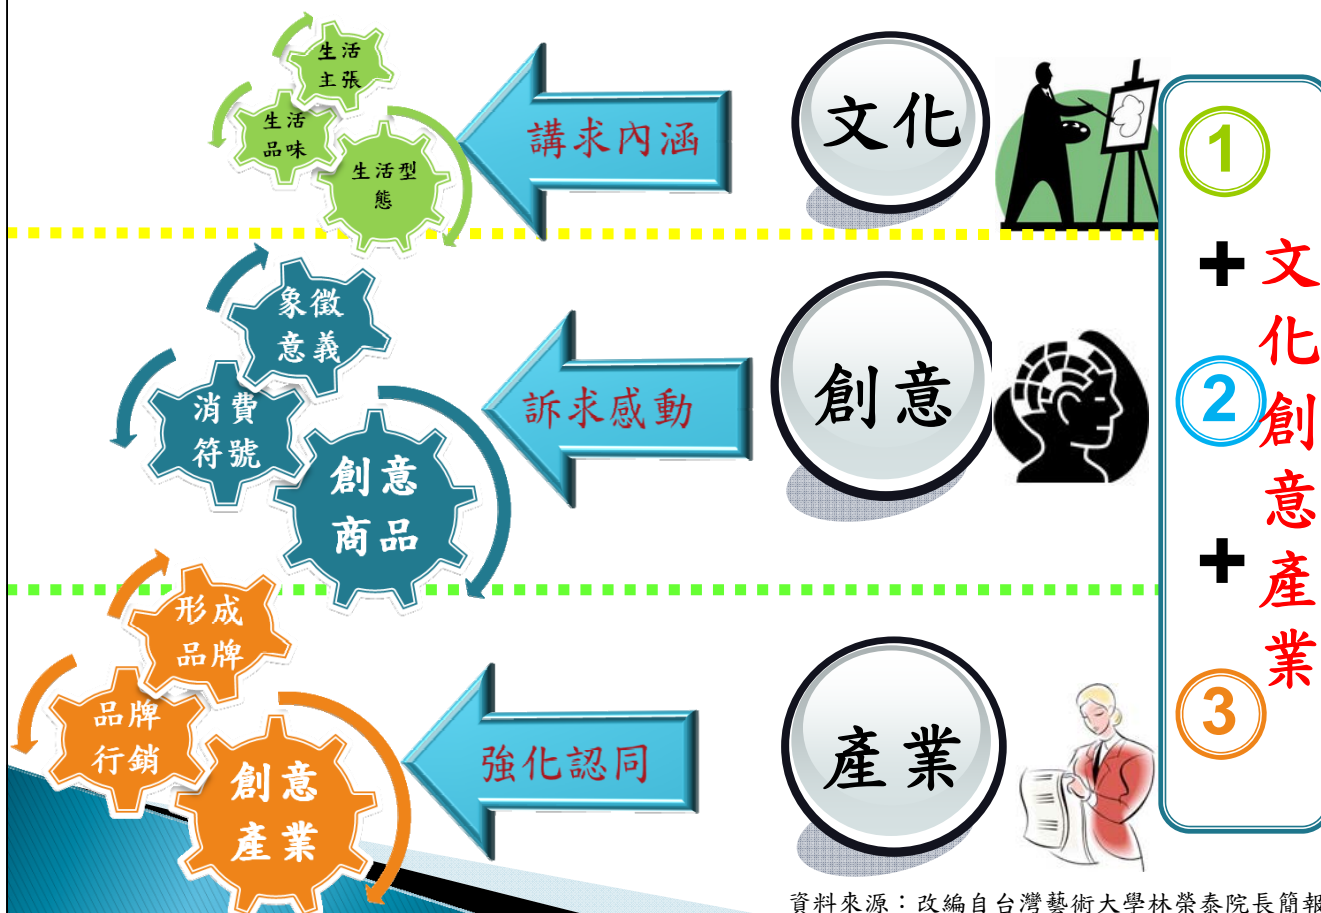 生活
主張
生活
品味
生活型
態
講求內涵
文化
1
象徵
意義
消費
符號
創意
商品
訴求感動
創意
+
2
+
形成
品牌
品牌
行銷
創意
產業
強化認同
產業
3
文化創意產業
資料來源：改編自台灣藝術大學林榮泰院長簡報